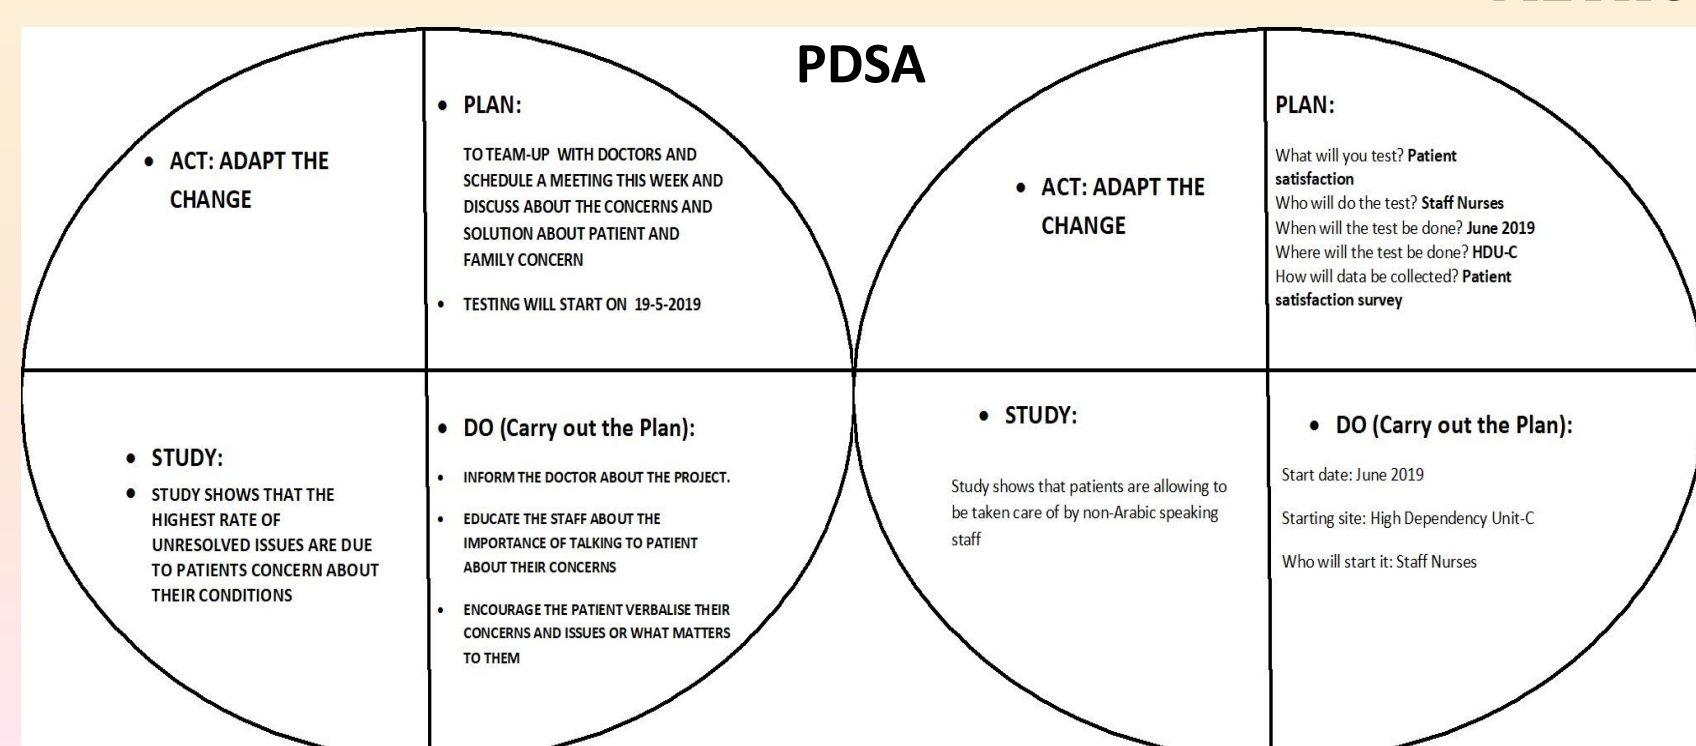 PDSA
• ACT: ADAPT THE
CHANGE
• PLAN:
TO TEAM-UP WITH DOCTORS AND
SCHEDULE A MEETING THIS WEEK AND
DISCUSS ABOUT THE CONCERNS AND
SOLUTION ABOUT PATIENT AND
FAMILY CONCERN
• TESTING WILL START ON 19-5-2019
• STUDY:
• STUDY SHOWS THAT THE
HIGHEST RATE OF
UNRESOLVED ISSUES ARE DUE
TO PATIENTS CONCERN ABOUT
THEIR CONDITIONS
• DO (Carry out the Plan):
• INFORM THE DOCTOR ABOUT THE PROJECT.
• EDUCATE THE STAFF ABOUT THE
IMPORTANCE OF TALKING TO PATIENT
ABOUT THEIR CONCERNS
• ENCOURAGE THE PATIENT VERBALISE THEIR
CONCERNS AND ISSUES OR WHAT MATTERS
TO THEM
• ACT: ADAPT THE
CHANGE
PLAN:
What will you test? Patient
satisfaction
Who will do the test? Staff Nurses
When will the test be done? June 2019
Where will the test be done? HDU-C
How will data be collected? Patient
satisfaction survey
• STUDY:
Study shows that patients are allowing to
be taken care of by non-Arabic speaking
staff
• DO (Carry out the Plan):
Start date: June 2019
Starting site: High Dependency Unit-C
Who will start it: Staff Nurses